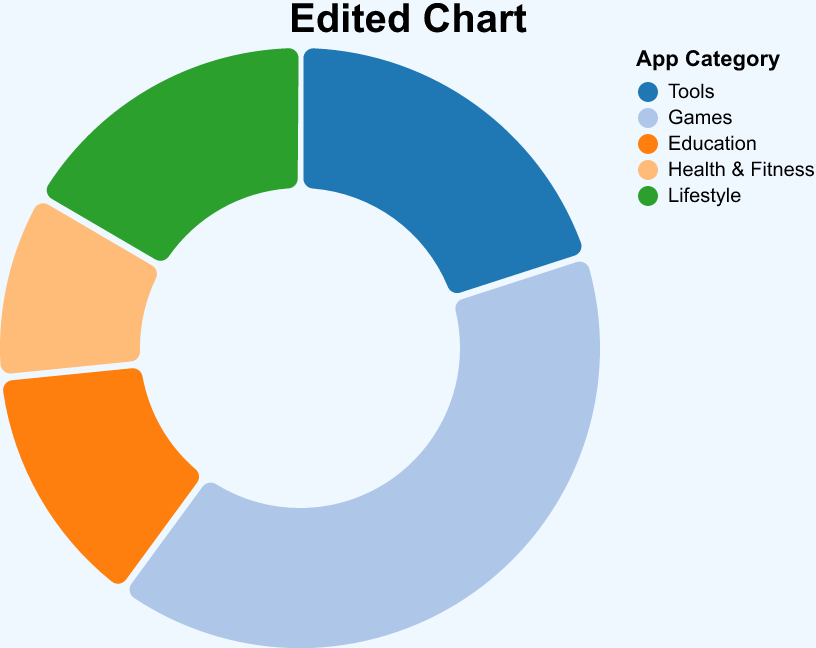 Edited Chart
App Category
Tools
Games
Education
Health & Fitness
Lifestyle